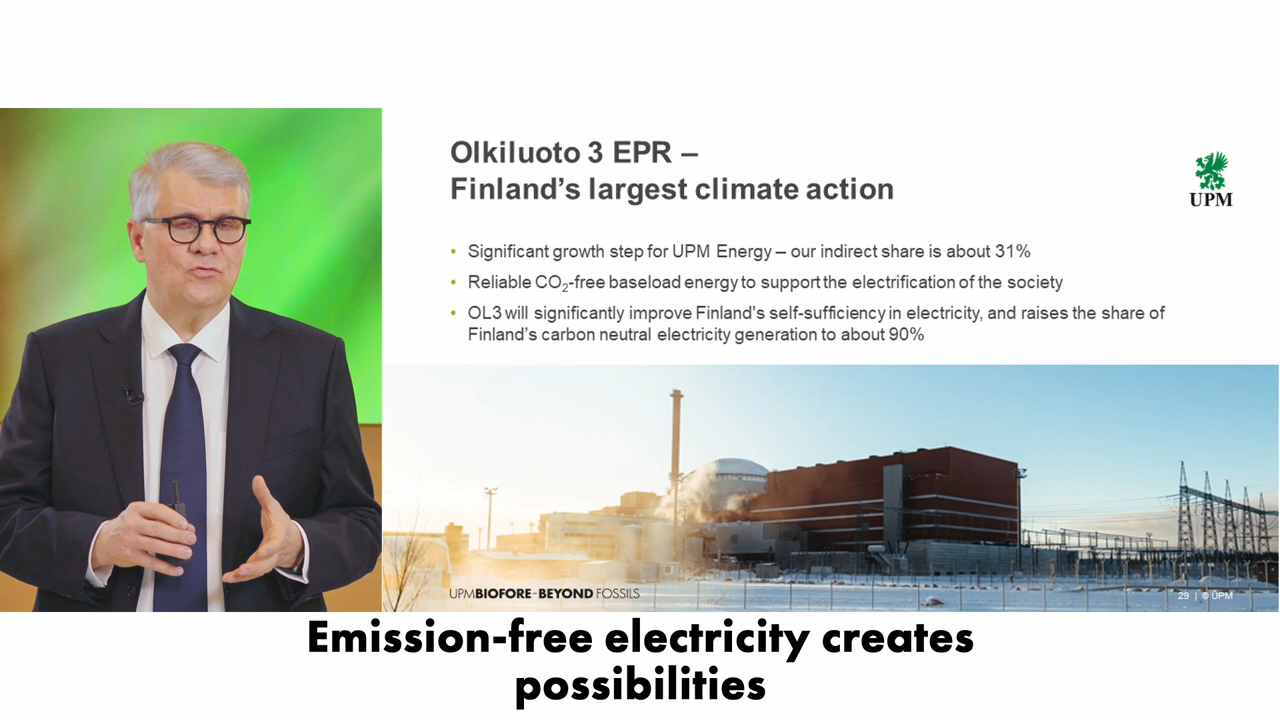 Olkiluoto 3 EPR –
Finland's largest climate action
UPM
• Significant growth step for UPM Energy – our indirect share is about 31%
• Reliable CO₂-free baseload energy to support the electrification of the society
• OL3 will significantly improve Finland's self-sufficiency in electricity, and raises the share of
Finland's carbon neutral electricity generation to about 90%
UPMBIOFORE–BEYOND FOSSILS
29 | © UPM
Emission-free electricity creates
possibilities